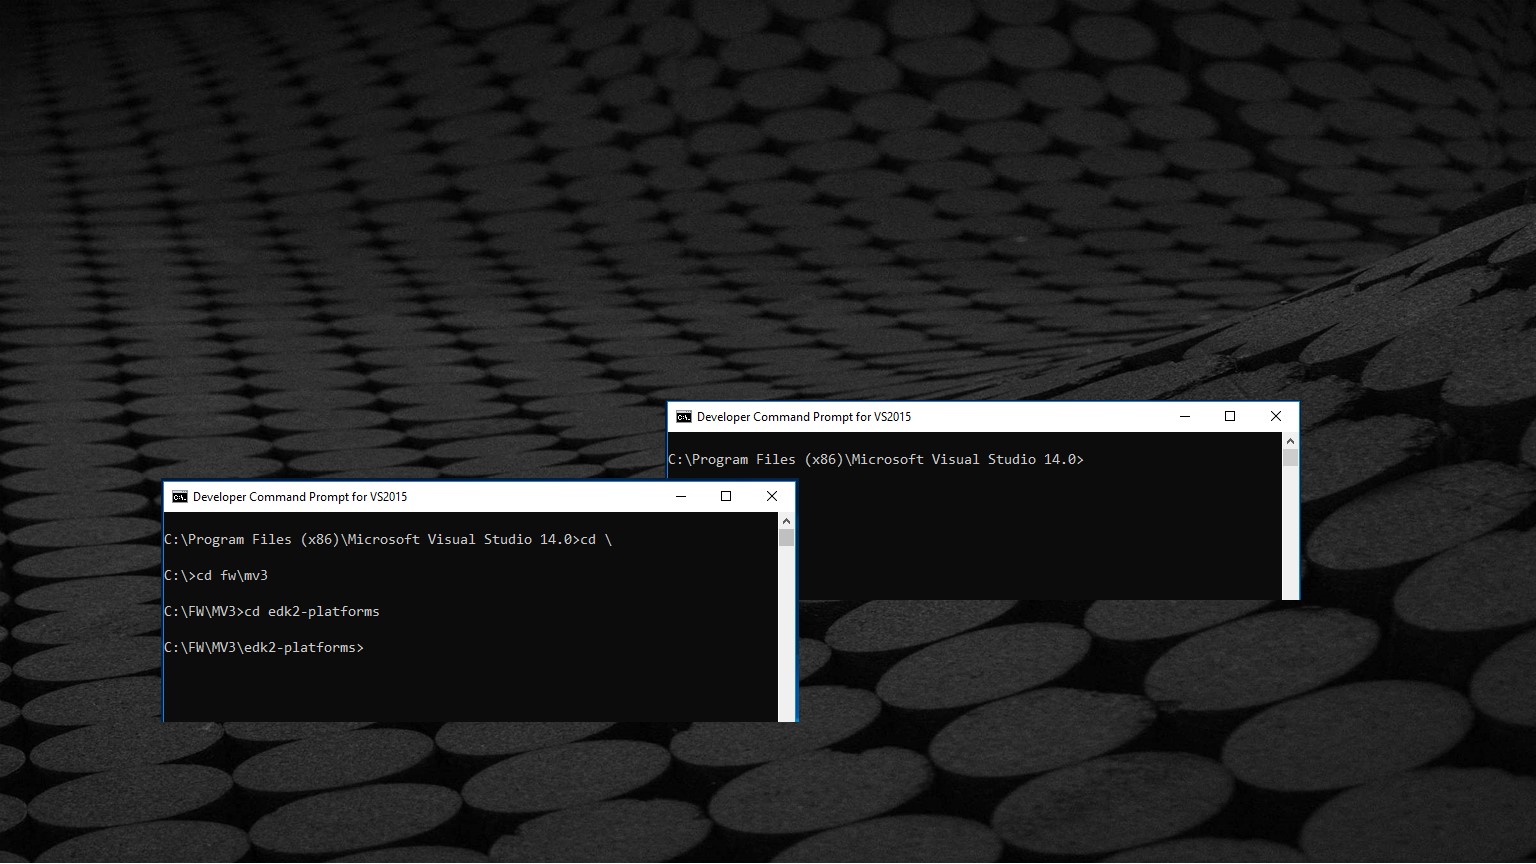 Developer Command Prompt for VS2015
C:\Program Files (x86)\Microsoft Visual Studio 14.0>
Developer Command Prompt for VS2015
C:\Program Files (x86)\Microsoft Visual Studio 14.0>cd \
C:\>cd fw\mv3
C:\FW\MV3>cd edk2-platforms
C:\FW\MV3\edk2-platforms>